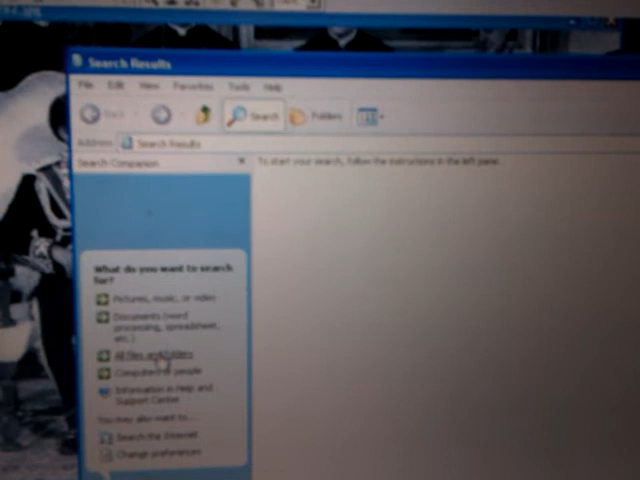 Search Results
File Edit View Favorites Tools Help
Back Search Folders
Address Search Results
Search Companion
To start your search, follow the instructions in the left pane.
What do you want to search
for?
Pictures, music, or video
Documents (word
processing, spreadsheet,
etc.)
All files and folders
Computers or people
Information in Help and
Support Center
You may also want to...
Search the Internet
Change preferences